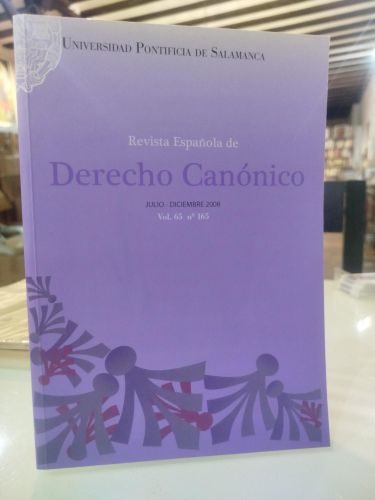 Universidad Pontificia de Salamanca
Revista Española de
Derecho Canónico
JULIO - DICIEMBRE 2008
Vol. 65 nº 165